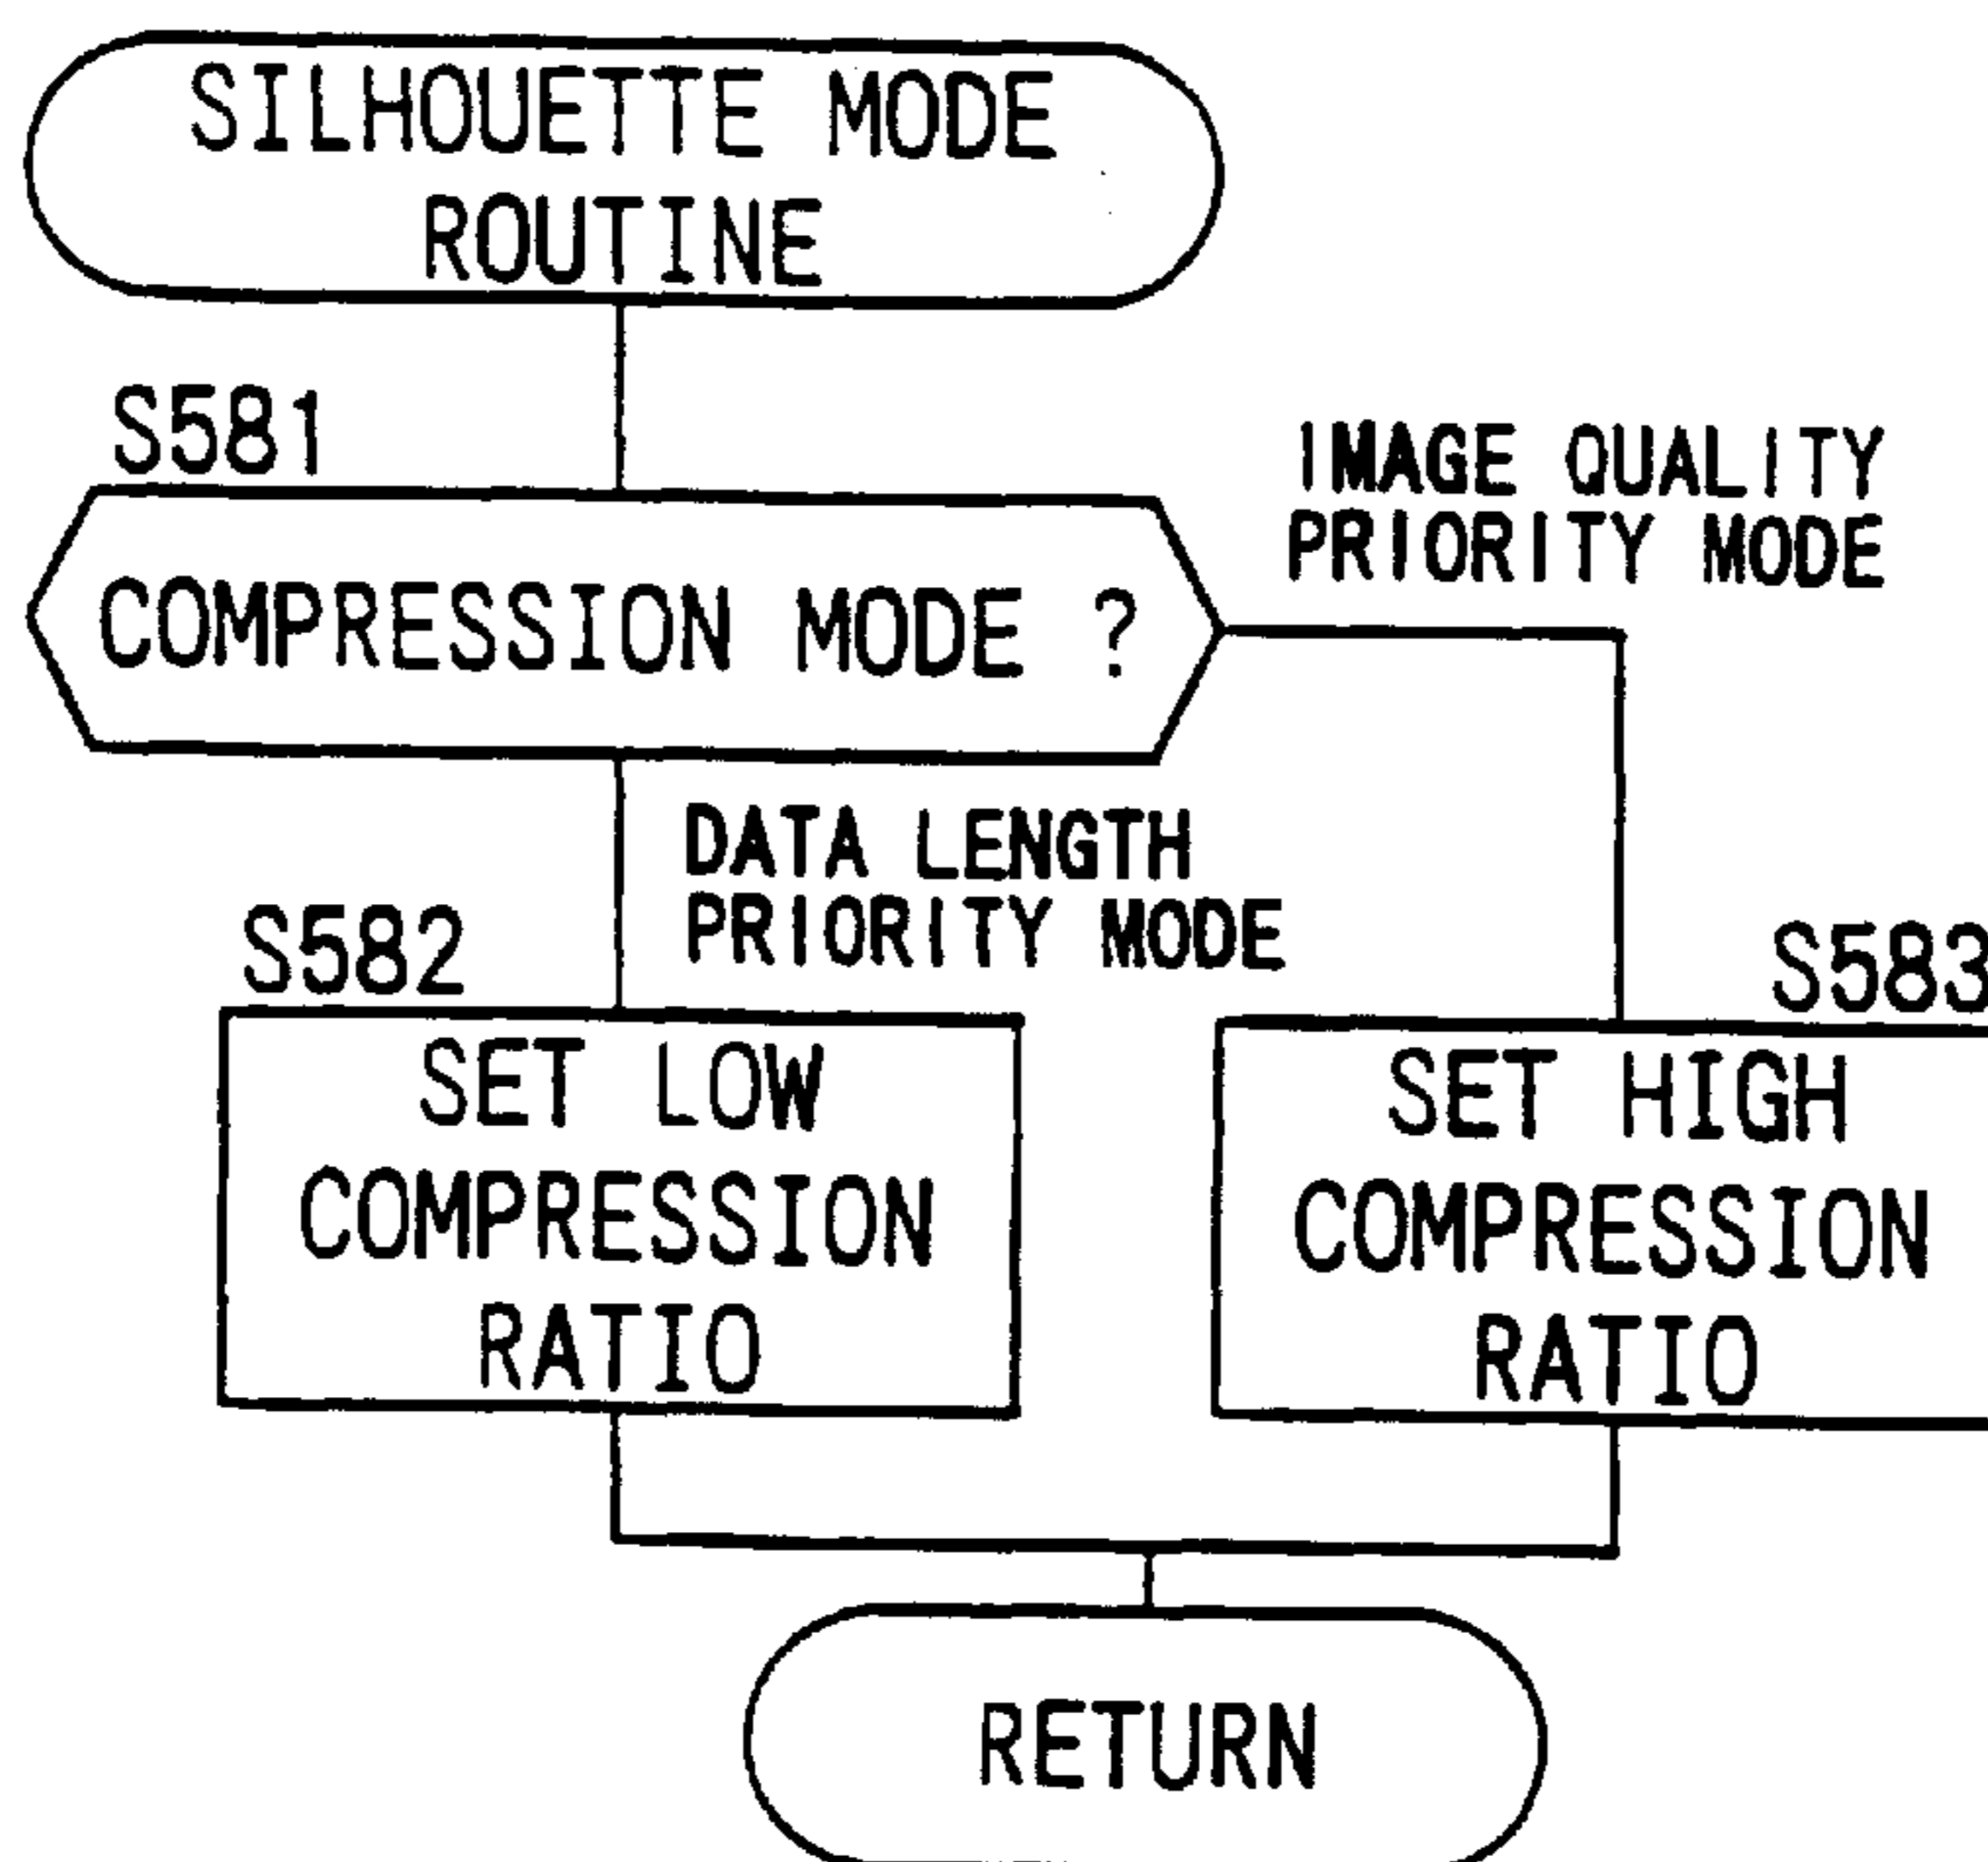 SILHOUETTE MODE
ROUTINE
S581
COMPRESSION MODE ?
IMAGE QUALITY
PRIORITY MODE
DATA LENGTH
PRIORITY MODE
S582
SET LOW
COMPRESSION
RATIO
S583
SET HIGH
COMPRESSION
RATIO
RETURN